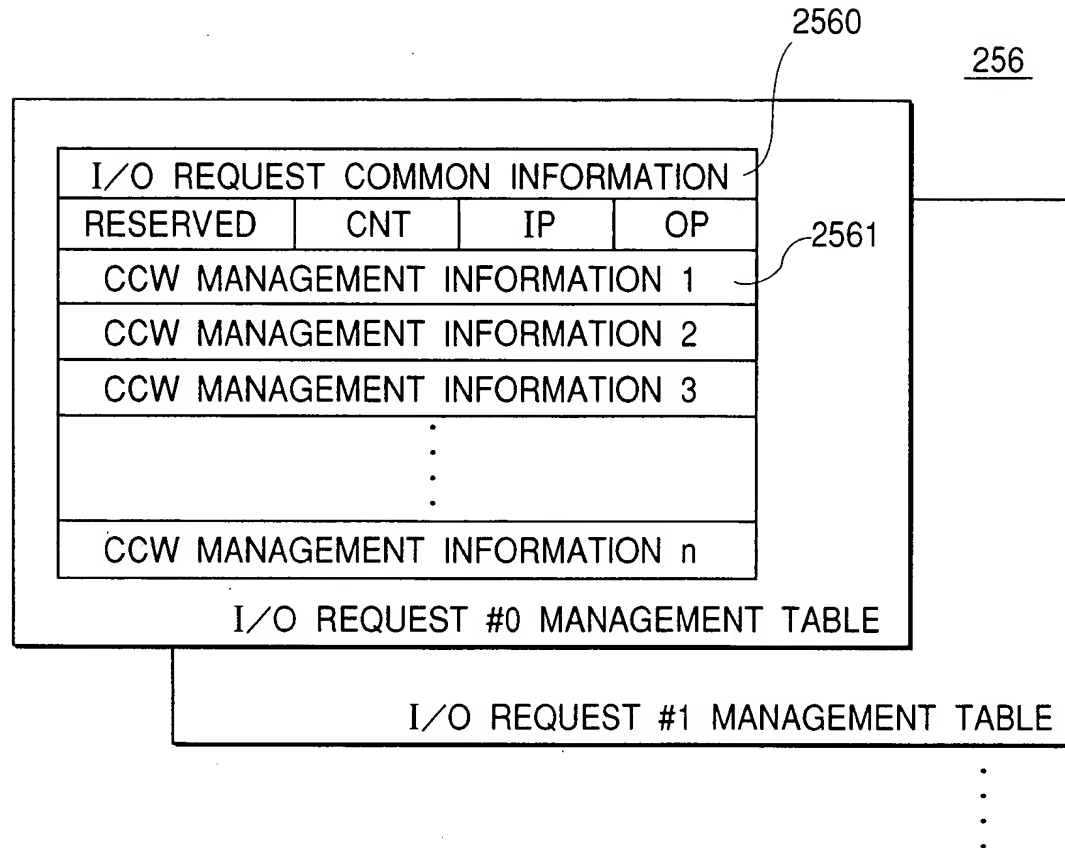 2560
256
I/O REQUEST COMMON INFORMATION
RESERVED CNT IP OP
2561
CCW MANAGEMENT INFORMATION 1
CCW MANAGEMENT INFORMATION 2
CCW MANAGEMENT INFORMATION 3
CCW MANAGEMENT INFORMATION n
I/O REQUEST #0 MANAGEMENT TABLE
I/O REQUEST #1 MANAGEMENT TABLE